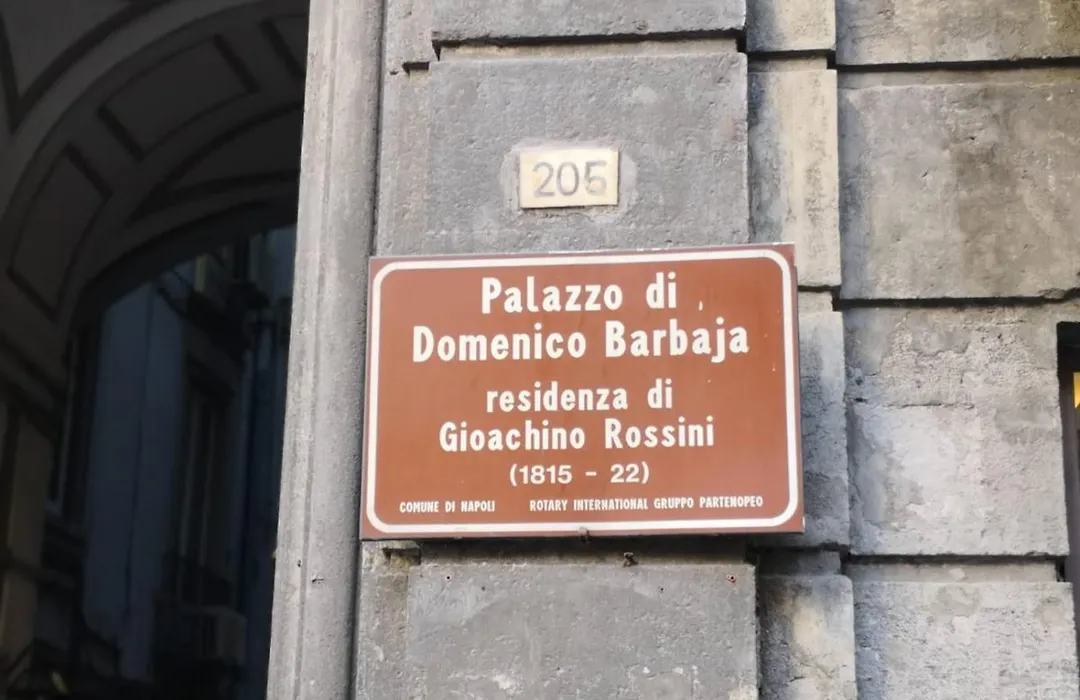 205
Palazzo di
Domenico Barbaja
residenza di
Gioachino Rossini
(1815 - 22)
COMUNE DI NAPOLI ROTARY INTERNATIONAL GRUPPO PARTENOPEO